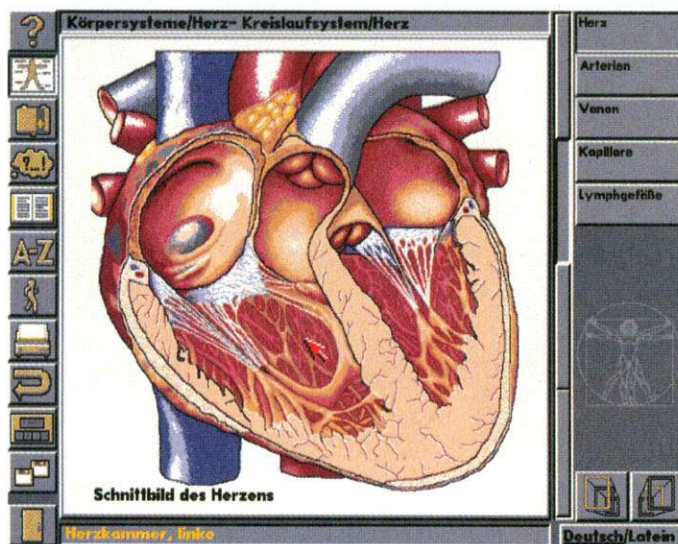 Körpersysteme/Herz- Kreislaufsystem/Herz
Herz
Arterien
Venen
Kapillare
Lymphgefäße
?...!
A-Z
Schnittbild des Herzens
Herzkammer, linke
Deutsch/Latein